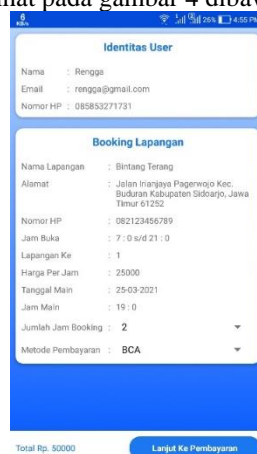 mat pada gambar 4 dibaw
6
KB/s
26% 4:55 PM
Identitas User
Nama : Rengga
Email : rengga@gmail.com
Nomor HP : 085853271731
Booking Lapangan
Nama Lapangan : Bintang Terang
Alamat : Jalan Inanjaya Pagerwojo Kec.
Buduran Kabupaten Sidoarjo, Jawa
Timur 61252
Nomor HP : 082123456789
Jam Buka : 7 : 0 s/d 21 : 0
Lapangan Ke : 1
Harga Per Jam : 25000
Tanggal Main : 25-03-2021
Jam Main : 19 : 0
Jumlah Jam Booking : 2
Metode Pembayaran : BCA
Total Rp. 50000 Lanjut Ke Pembayaran